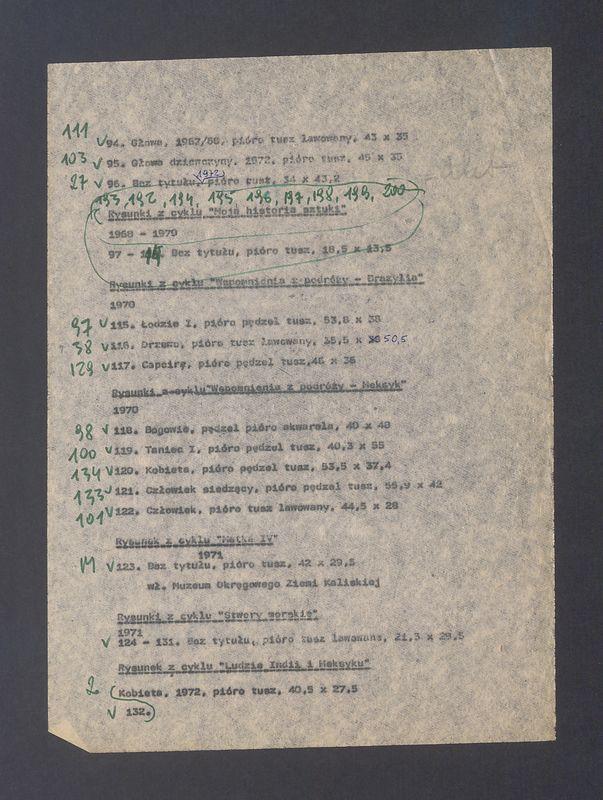 111 ✓ 94. Głowa, 1967/68, pióro tusz lawowany, 43 x 35
103 ✓ 95. Głowa dziewczyny, 1972, pióro tusz, 45 x 35
27 ✓ 96. Bez tytułu, 1972 pióro tusz, 34 x 43,2
193, 192, 194, 195, 196, 197, 198, 199, 200
Rysunki z cyklu "Moja historia sztuki"
1968 - 1970
97 - 114 Bez tytułu, pióro tusz, 18,5 x 13,5
Rysunki z cyklu "Wspomnienia z podróży - Brazylia"
1970
97 ✓ 115. Łodzie I, pióro pędzel tusz, 53,8 x 38
38 ✓ 116. Drzewo, pióro tusz lawowany, 35,5 x 50,5
129 ✓ 117. Capoira, pióro pędzel tusz, 46 x 36
Rysunki z cyklu "Wspomnienia z podróży - Meksyk"
1970
98 ✓ 118. Bogowie, pędzel pióro akwarela, 40 x 48
100 ✓ 119. Taniec I, pióro pędzel tusz, 40,3 x 55
134 ✓ 120. Kobieta, pióro pędzel tusz, 53,5 x 37,4
133 ✓ 121. Człowiek siedzący, pióro pędzel tusz, 55,9 x 42
101 ✓ 122. Człowiek, pióro tusz lawowany, 44,5 x 28
Rysunek z cyklu "Matka IV"
1971
✓ 123. Bez tytułu, pióro tusz, 42 x 29,5
wł. Muzeum Okręgowego Ziemi Kaliskiej
Rysunki z cyklu "Stwory morskie"
1971
✓ 124 - 131. Bez tytułu, pióro tusz lawowane, 21,3 x 29,5
Rysunek z cyklu "Ludzie Indii i Meksyku"
2 (Kobieta, 1972, pióro tusz, 40,5 x 27,5
✓ 132.)